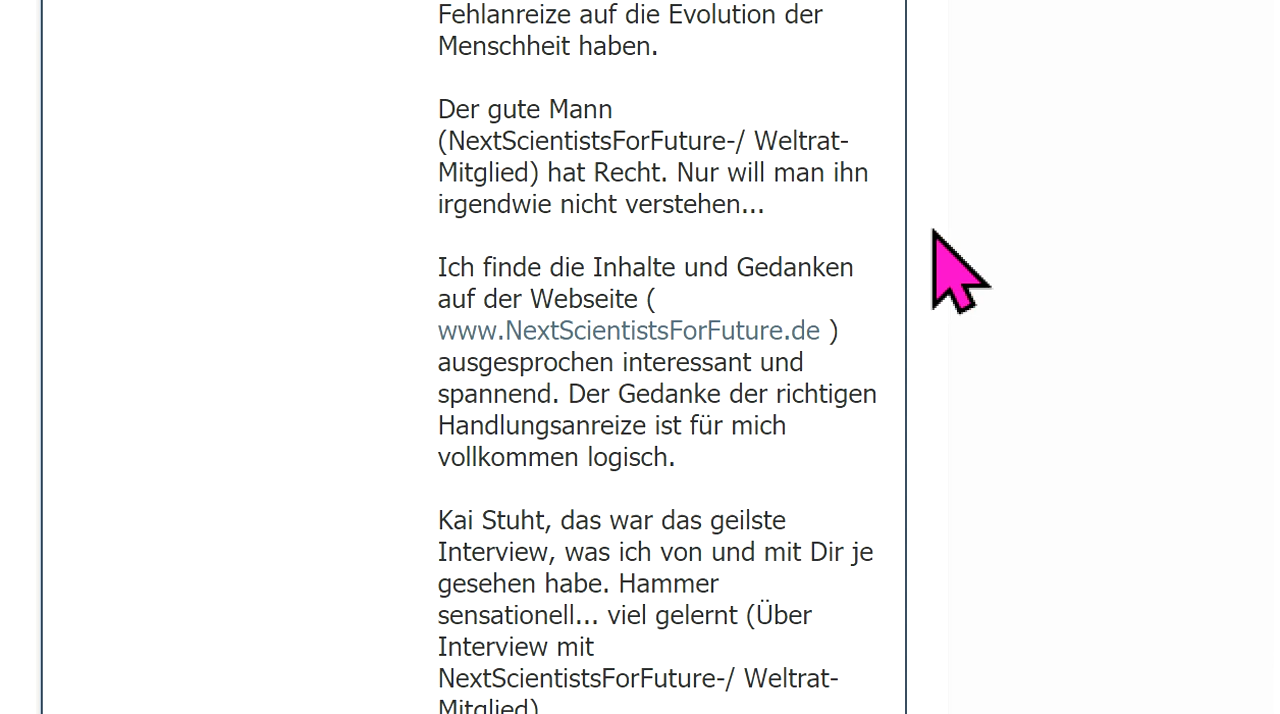 Fehlanreize auf die Evolution der
Menschheit haben.
Der gute Mann
(NextScientistsForFuture-/ Weltrat-
Mitglied) hat Recht. Nur will man ihn
irgendwie nicht verstehen...
Ich finde die Inhalte und Gedanken
auf der Webseite (
www.NextScientistsForFuture.de )
ausgesprochen interessant und
spannend. Der Gedanke der richtigen
Handlungsanreize ist für mich
vollkommen logisch.
Kai Stuht, das war das geilste
Interview, was ich von und mit Dir je
gesehen habe. Hammer
sensationell... viel gelernt (Über
Interview mit
NextScientistsForFuture-/ Weltrat-
Mitglied)